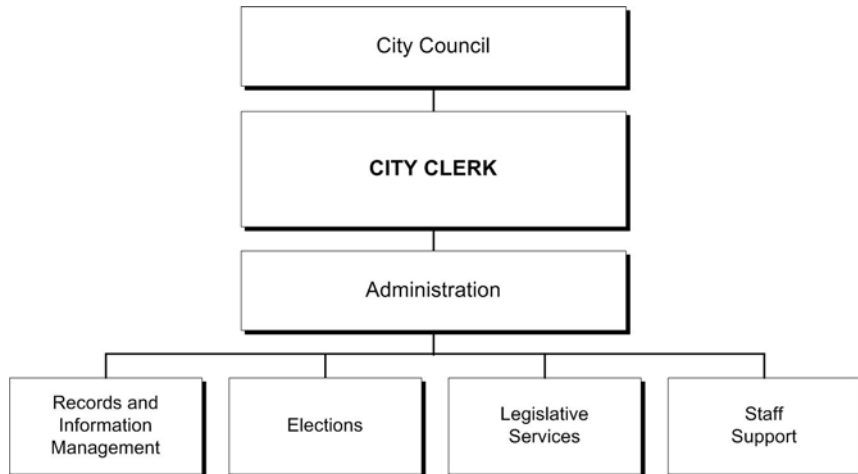 City Council
CITY CLERK
Administration
Records and
Information
Management
Elections
Legislative
Services
Staff
Support